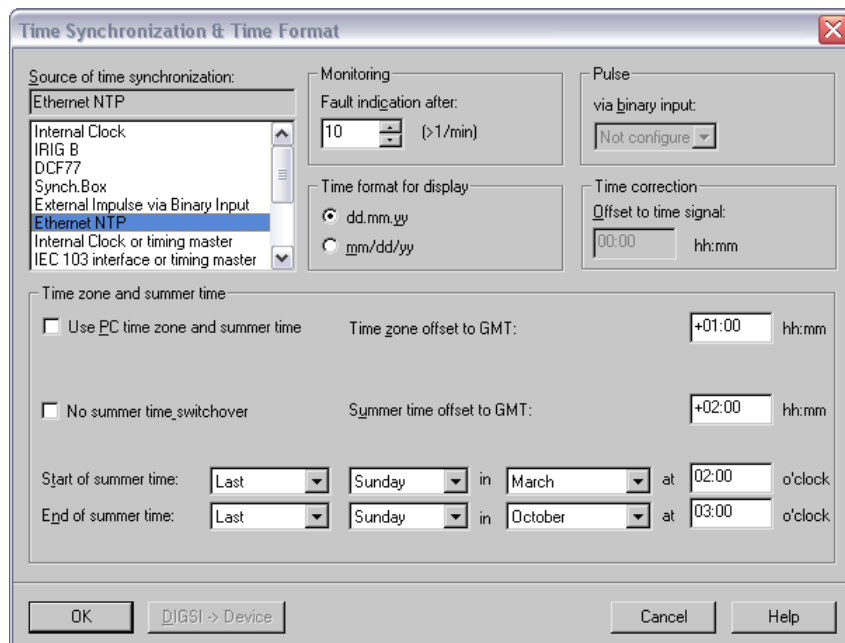 Time Synchronization & Time Format
Source of time synchronization:
Ethernet NTP
Internal Clock
IRIG B
DCF77
Synch.Box
External Impulse via Binary Input
Ethernet NTP
Internal Clock or timing master
IEC 103 interface or timing master
Monitoring
Fault indication after:
10 (>1/min)
Time format for display
dd.mm.yy
mm/dd/yy
Pulse
via binary input:
Not configure
Time correction
Offset to time signal:
00:00 hh:mm
Time zone and summer time
Use PC time zone and summer time Time zone offset to GMT: +01:00 hh:mm
No summer time switchover Summer time offset to GMT: +02:00 hh:mm
Start of summer time: Last Sunday in March at 02:00 o'clock
End of summer time: Last Sunday in October at 03:00 o'clock
OK DIGSI -> Device Cancel Help